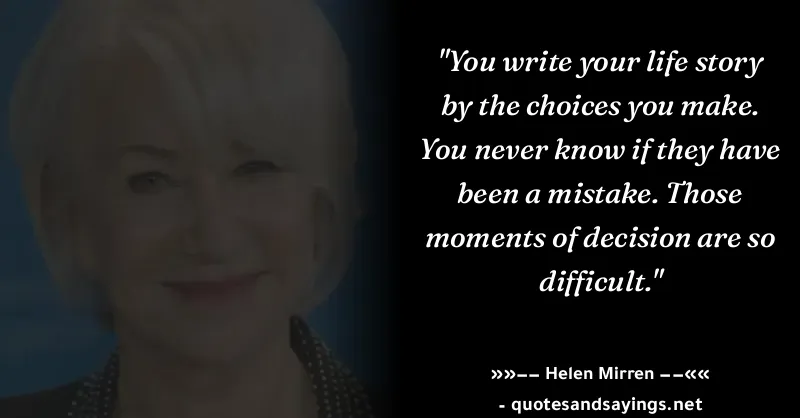 "You write your life story
by the choices you make.
You never know if they have
been a mistake. Those
moments of decision are so
difficult."
»»–– Helen Mirren ––««
- quotesandsayings.net